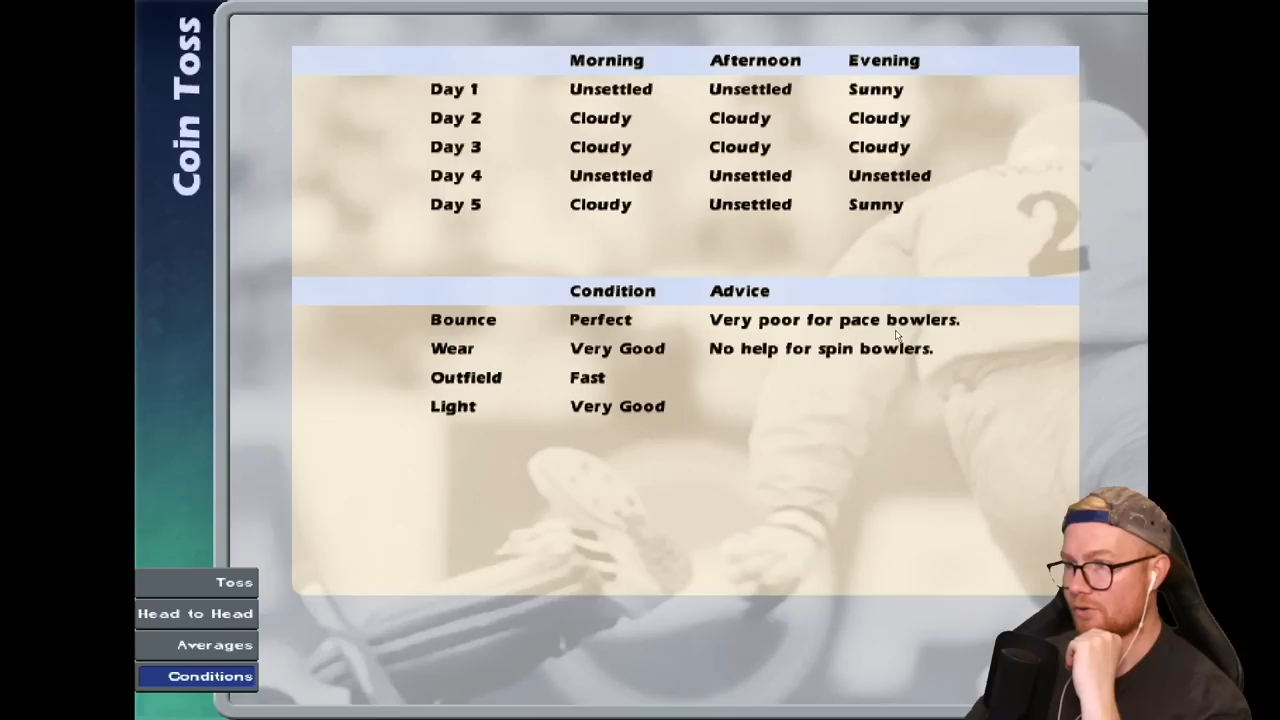 Coin Toss
Morning Afternoon Evening
Day 1 Unsettled Unsettled Sunny
Day 2 Cloudy Cloudy Cloudy
Day 3 Cloudy Cloudy Cloudy
Day 4 Unsettled Unsettled Unsettled
Day 5 Cloudy Unsettled Sunny
2
Condition Advice
Bounce Perfect Very poor for pace bowlers.
Wear Very Good No help for spin bowlers.
Outfield Fast
Light Very Good
Toss
Head to Head
Averages
Conditions